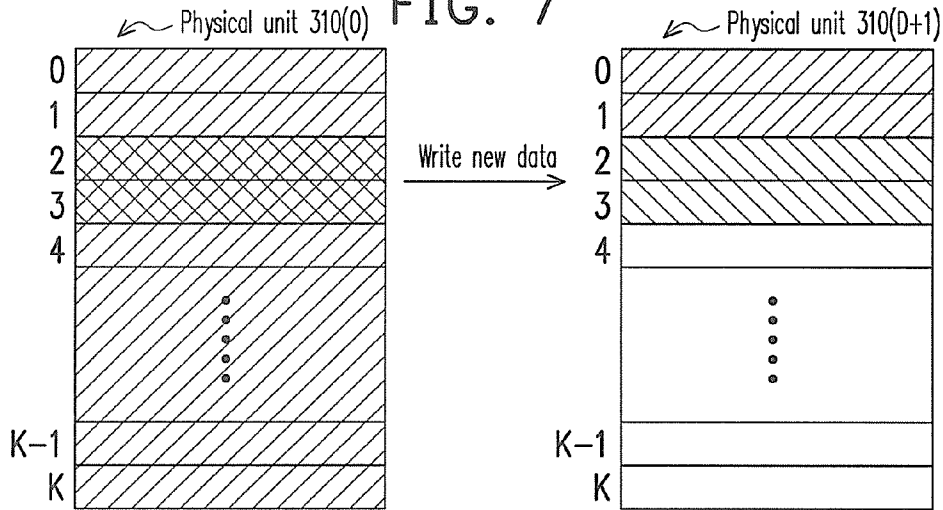 FIG. 7
Physical unit 310(0)
Physical unit 310(D+1)
0
1
2
3
4
K-1
K
Write new data
0
1
2
3
4
K-1
K